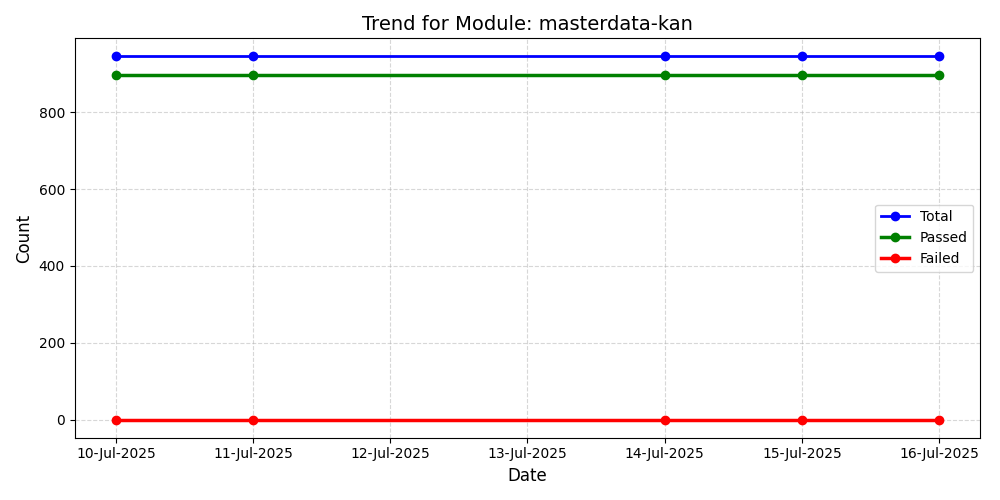 Trend for Module: masterdata-kan
Count
800
600
400
200
0
Total
Passed
Failed
10-Jul-2025 11-Jul-2025 12-Jul-2025 13-Jul-2025 14-Jul-2025 15-Jul-2025 16-Jul-2025
Date